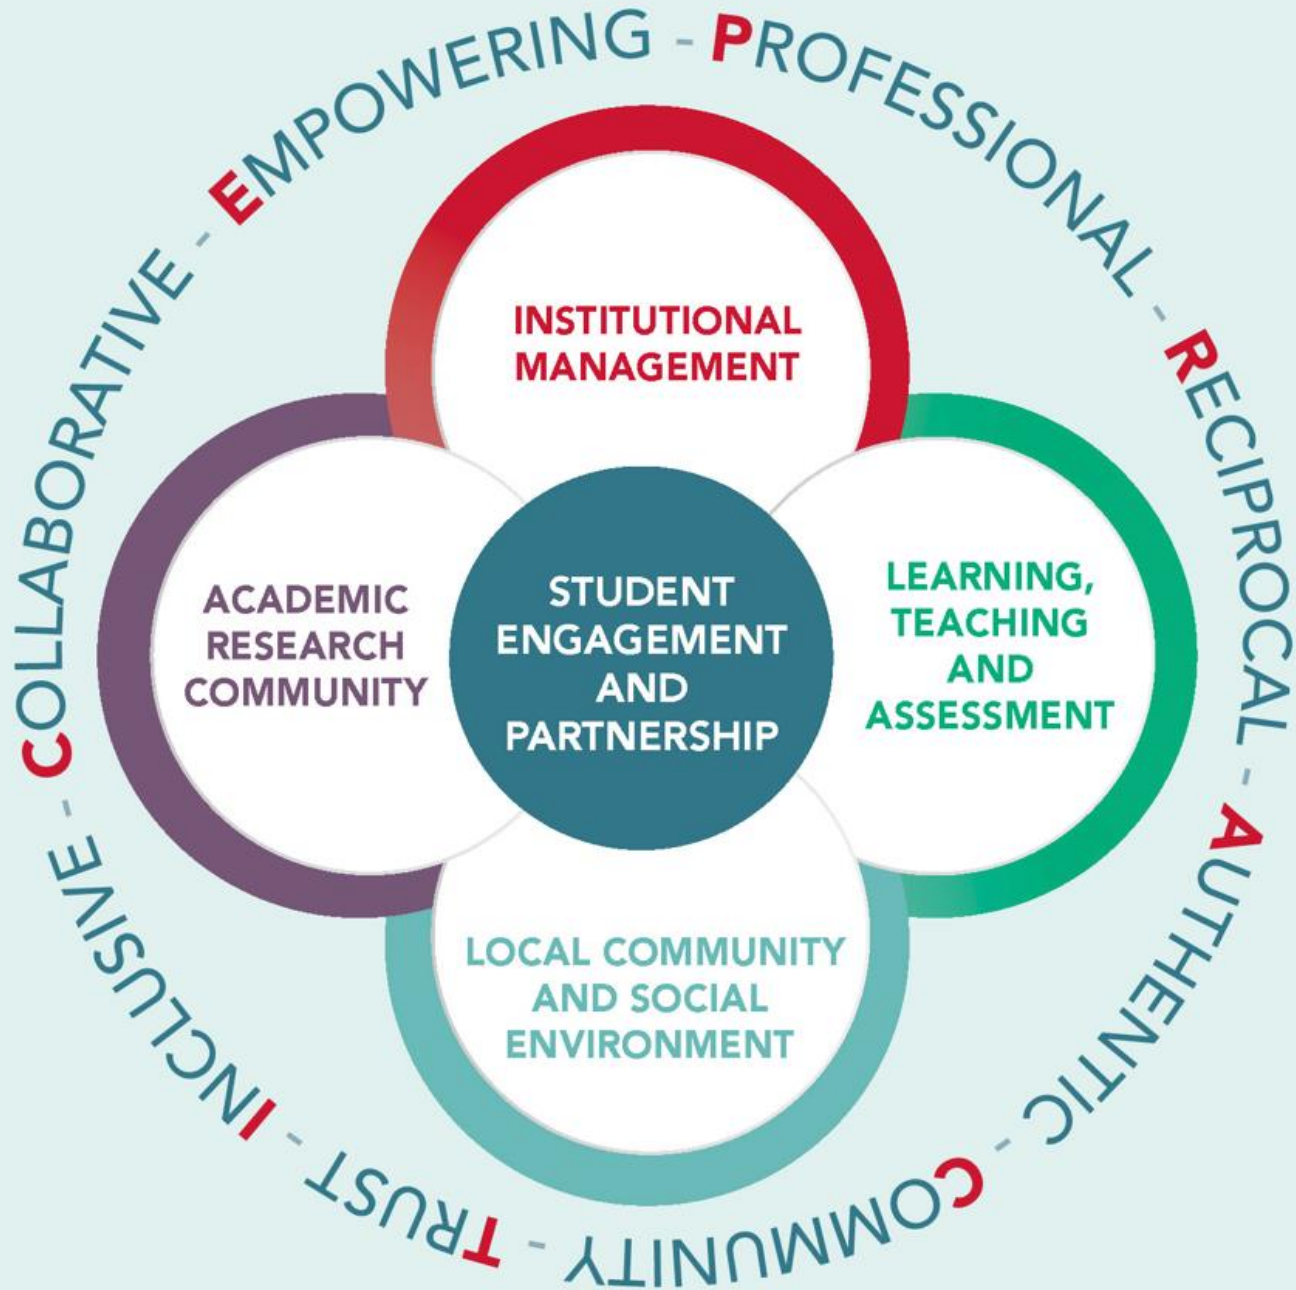 EMPOWERING - PROFESSIONAL - RECIPROCAL - AUTHENTIC - COMMUNITY - TRUST - INCLUSIVE - COLLABORATIVE -
INSTITUTIONAL
MANAGEMENT
ACADEMIC
RESEARCH
COMMUNITY
STUDENT
ENGAGEMENT
AND
PARTNERSHIP
LEARNING,
TEACHING
AND
ASSESSMENT
LOCAL COMMUNITY
AND SOCIAL
ENVIRONMENT